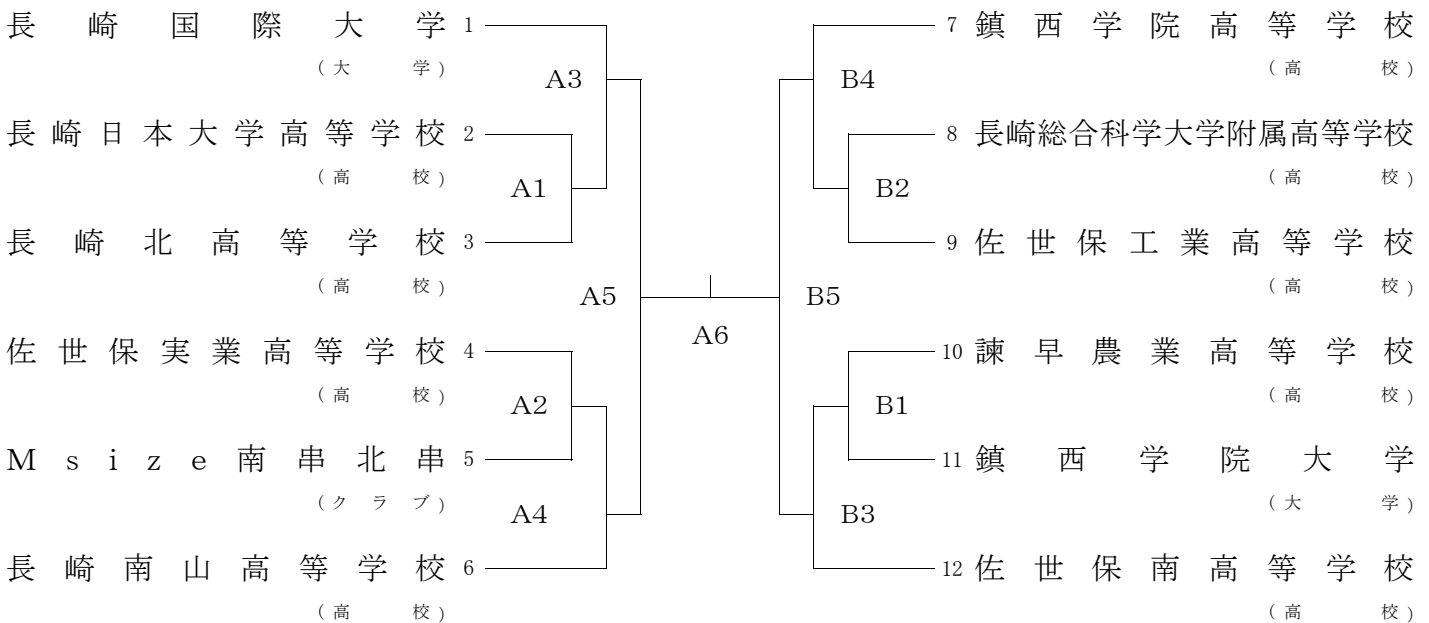 長崎国際大学 1
（大学）
A3
長崎日本大学高等学校 2
（高校）
A1
長崎北高等学校 3
（高校）
A5
佐世保実業高等学校 4
（高校）
A2
Msize南串北串 5
（クラブ）
A4
長崎南山高等学校 6
（高校）
A6
7 鎮西学院高等学校
（高校）
B4
8 長崎総合科学大学附属高等学校
（高校）
B2
9 佐世保工業高等学校
（高校）
B5
10 諫早農業高等学校
（高校）
B1
11 鎮西学院大学
（大学）
B3
12 佐世保南高等学校
（高校）